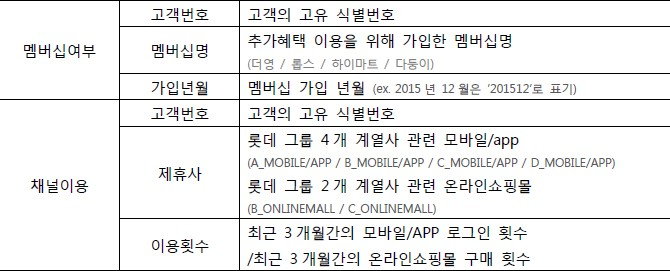 고객번호 고객의 고유 식별번호
멤버십여부 멤버십명 추가혜택 이용을 위해 가입한 멤버십명
(더영 / 롭스 / 하이마트 / 다둥이)
가입년월 멤버십 가입 년월 (ex. 2015년 12월은 '201512'로 표기)
고객번호 고객의 고유 식별번호
채널이용 제휴사 롯데 그룹 4개 계열사 관련 모바일/app
(A_MOBILE/APP / B_MOBILE/APP / C_MOBILE/APP / D_MOBILE/APP)
롯데 그룹 2개 계열사 관련 온라인쇼핑몰
(B_ONLINEMALL / C_ONLINEMALL)
이용횟수 최근 3개월간의 모바일/APP 로그인 횟수
/최근 3개월간의 온라인쇼핑몰 구매 횟수